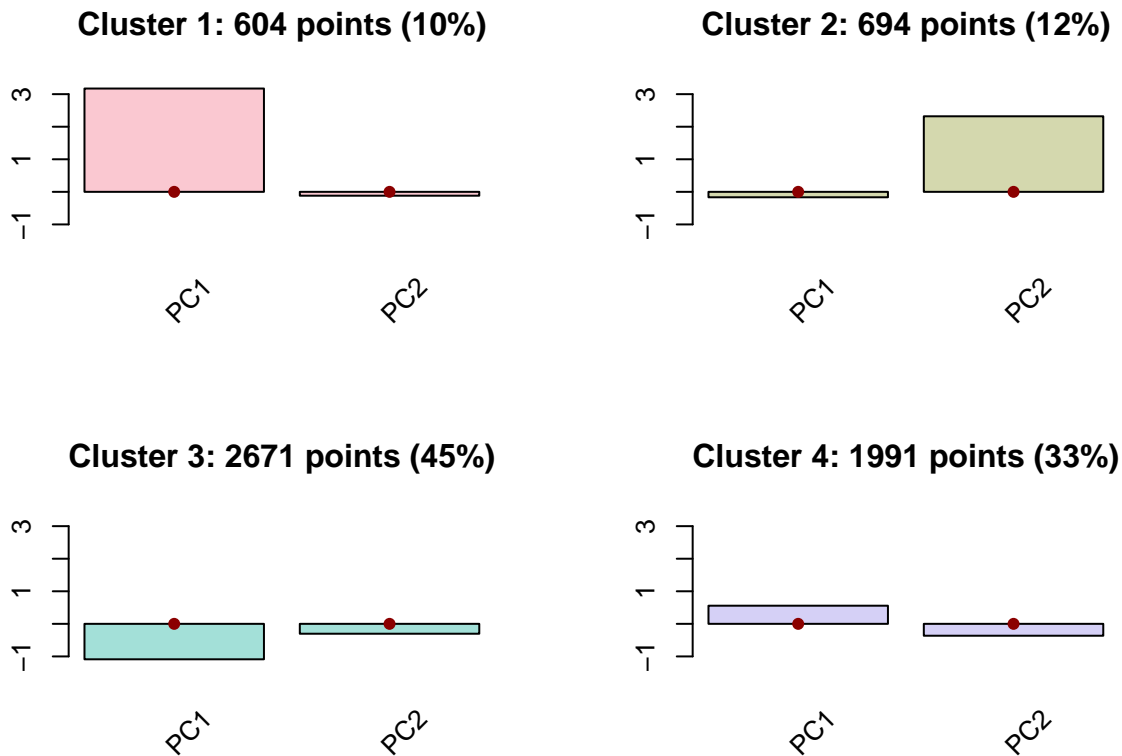 Cluster 1: 604 points (10%)
3
1
−1
PC1
PC2
Cluster 2: 694 points (12%)
3
1
−1
PC1
PC2
Cluster 3: 2671 points (45%)
3
1
−1
PC1
PC2
Cluster 4: 1991 points (33%)
3
1
−1
PC1
PC2